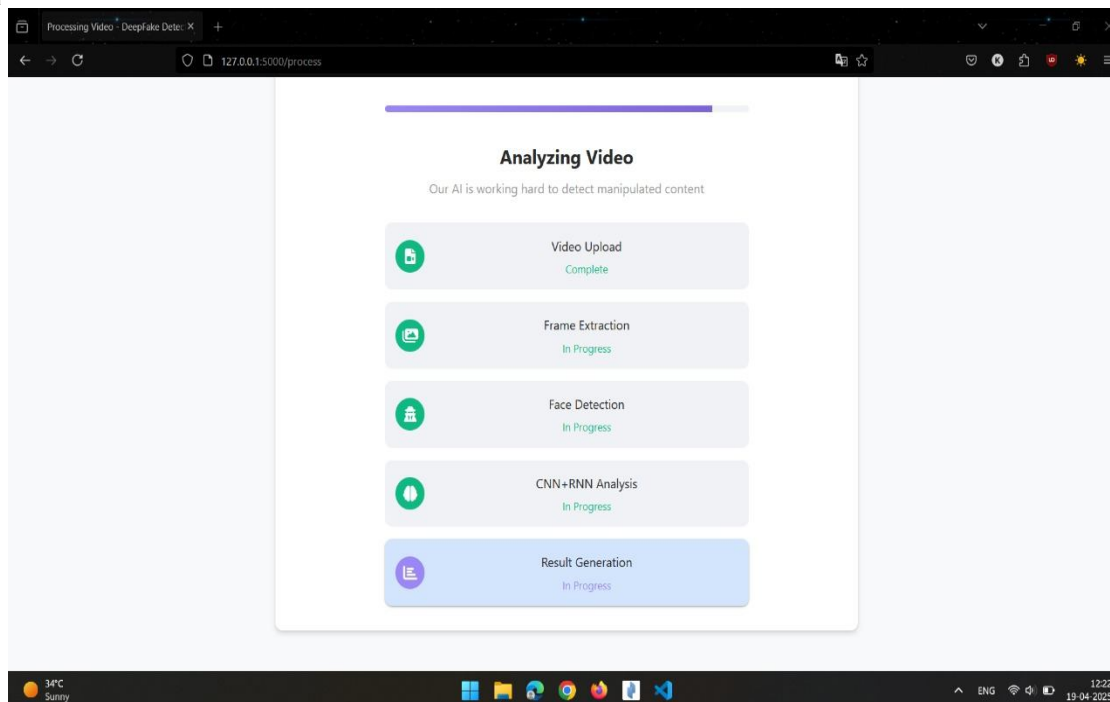 Processing Video - DeepFake Detec
127.0.0.1:5000/process
Analyzing Video
Our AI is working hard to detect manipulated content
Video Upload
Complete
Frame Extraction
In Progress
Face Detection
In Progress
CNN+RNN Analysis
In Progress
Result Generation
In Progress
34°C
Sunny
ENG
12:22
19-04-2025